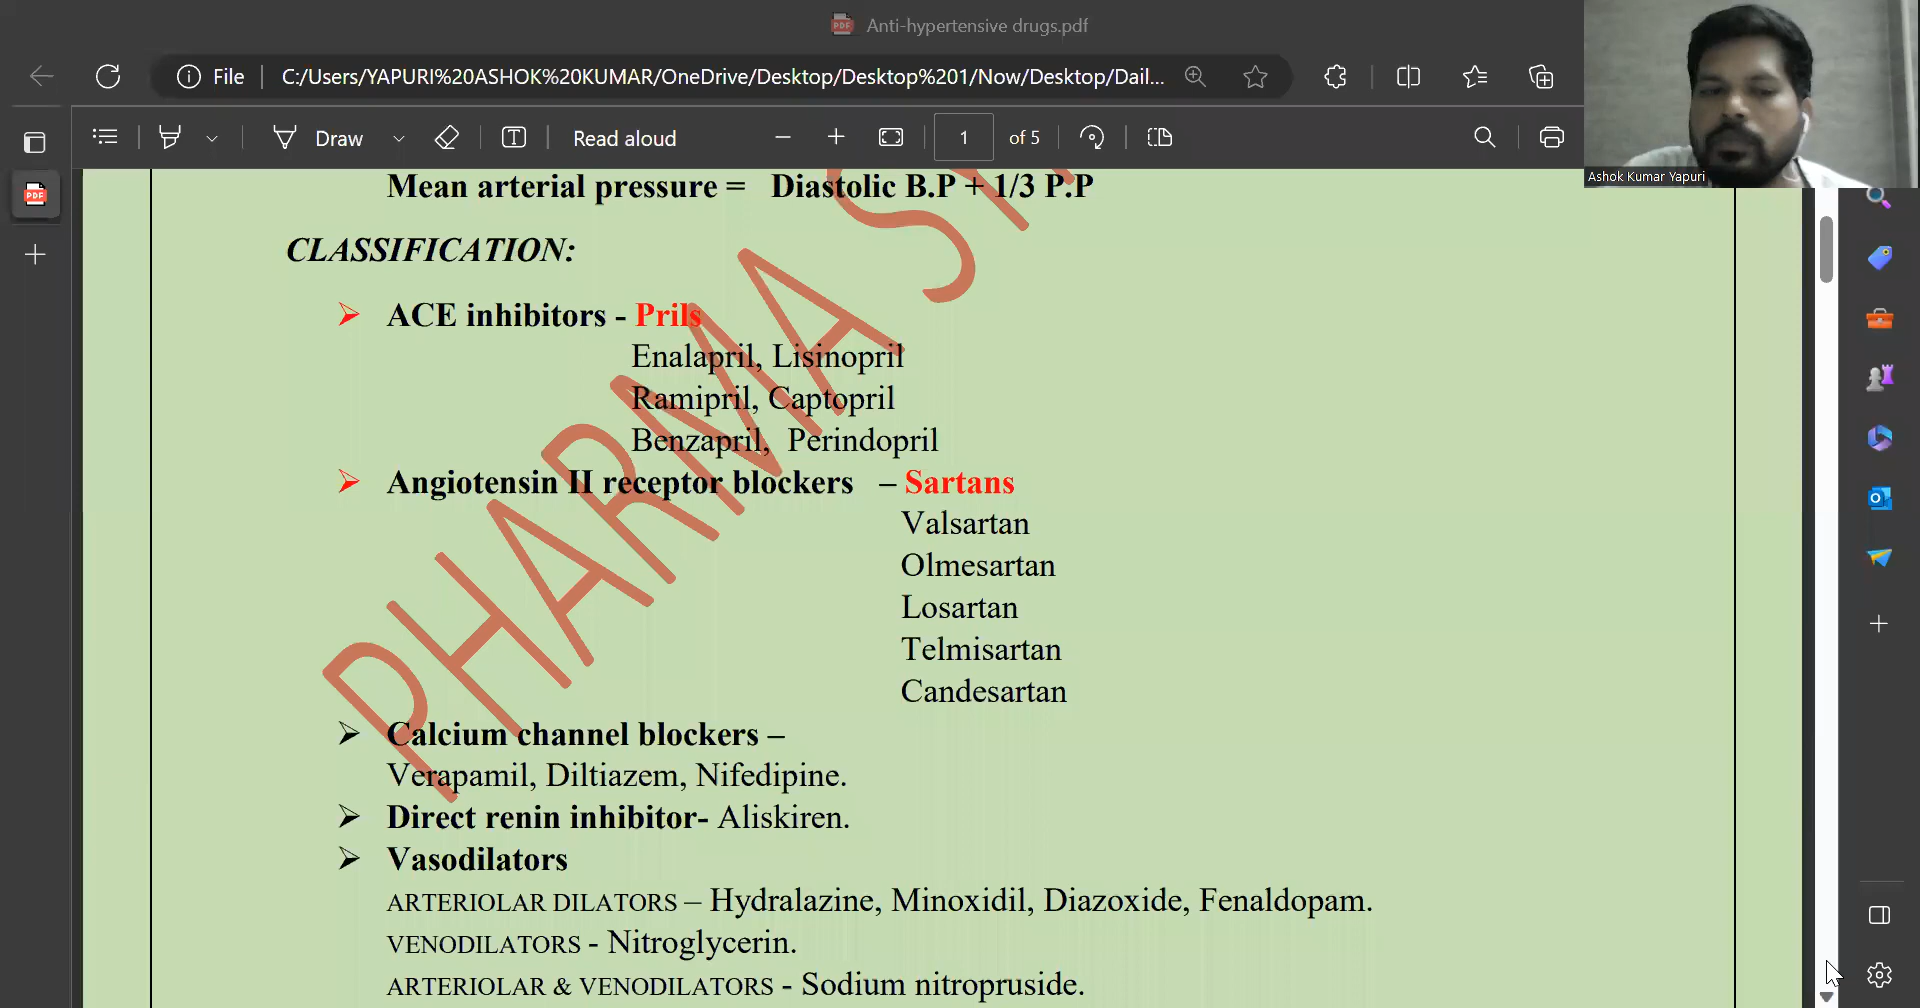 Anti-hypertensive drugs.pdf
File
C:/Users/YAPURI%20ASHOK%20KUMAR/OneDrive/Desktop/Desktop%201/Now/Desktop/Dail...
Draw
Read aloud
1 of 5
Ashok Kumar Yapuri
Mean arterial pressure = Diastolic B.P + 1/3 P.P
CLASSIFICATION:
ACE inhibitors - Prils
Enalapril, Lisinopril
Ramipril, Captopril
Benzapril, Perindopril
Angiotensin II receptor blockers – Sartans
Valsartan
Olmesartan
Losartan
Telmisartan
Candesartan
Calcium channel blockers –
Verapamil, Diltiazem, Nifedipine.
Direct renin inhibitor- Aliskiren.
Vasodilators
ARTERIOLAR DILATORS – Hydralazine, Minoxidil, Diazoxide, Fenaldopam.
VENODILATORS - Nitroglycerin.
ARTERIOLAR & VENODILATORS - Sodium nitropruside.
PHARMA